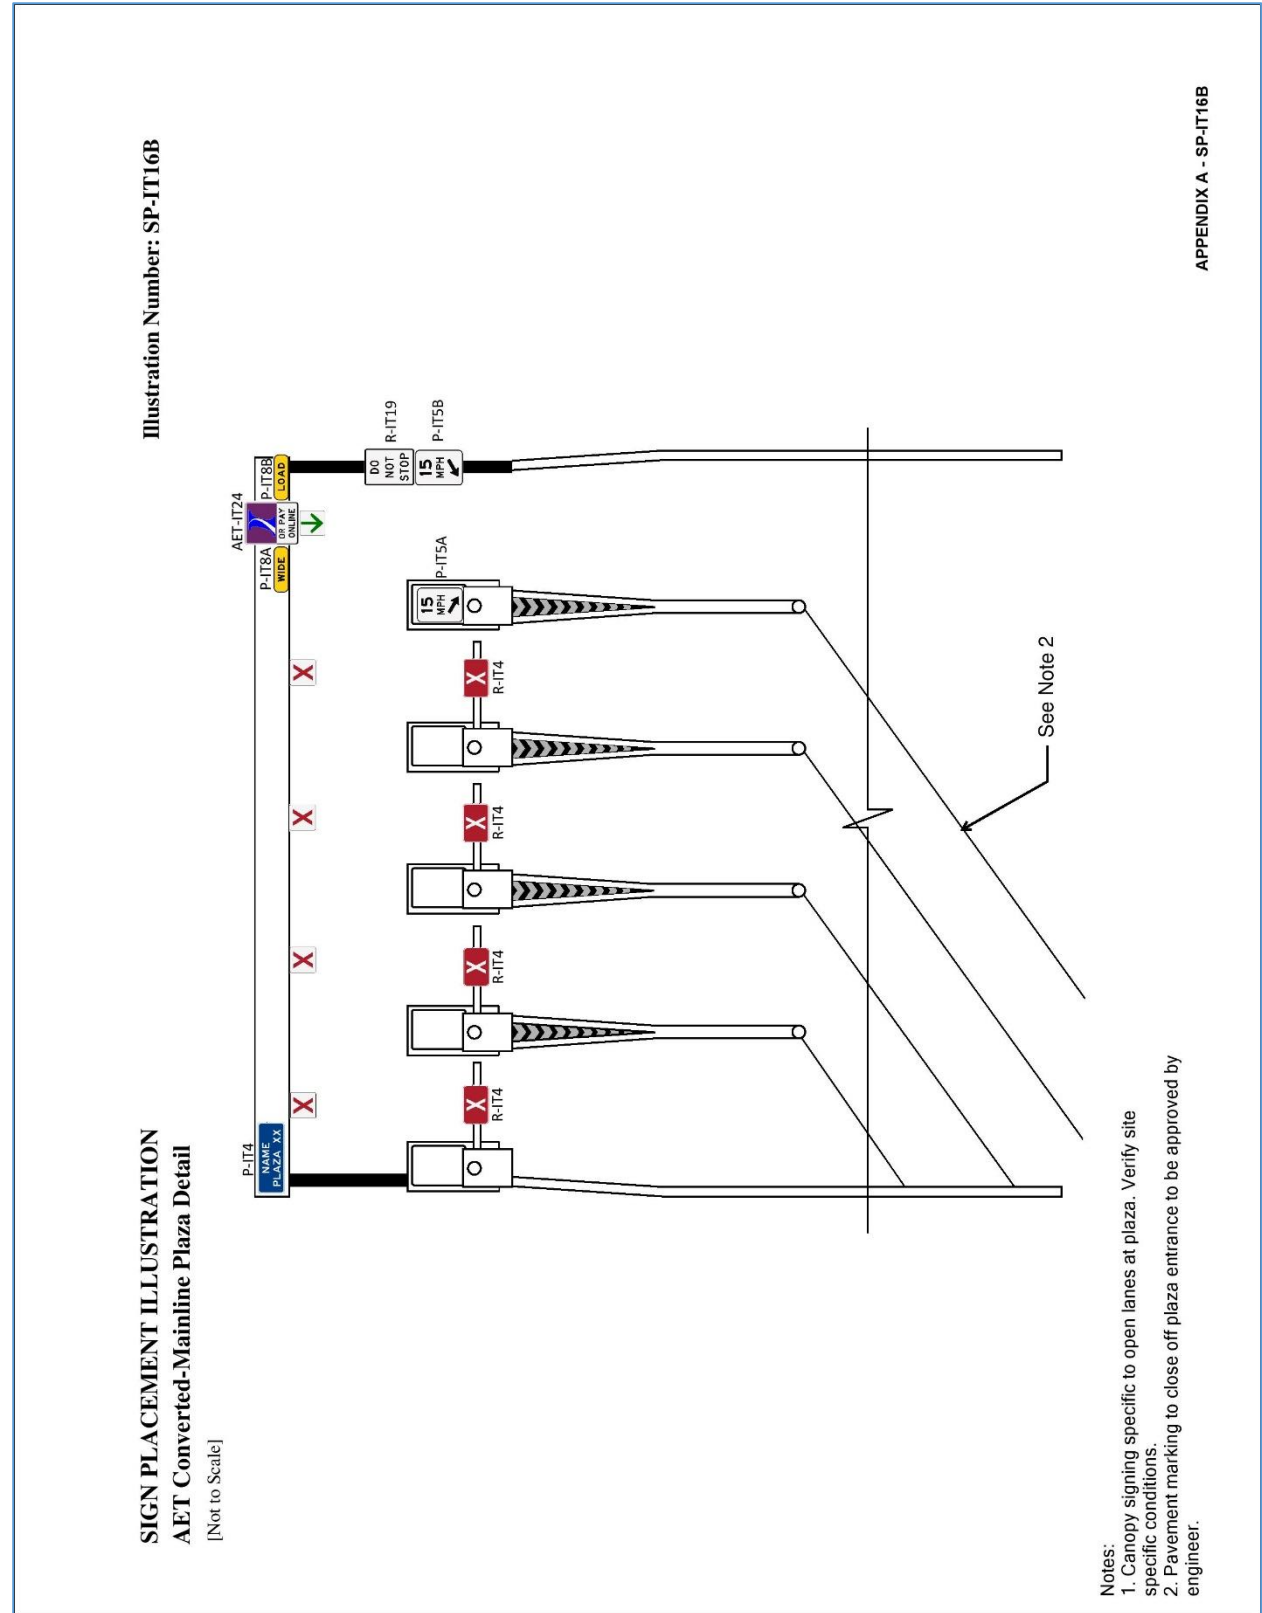 SIGN PLACEMENT ILLUSTRATION
Illustration Number: SP-IT16B
AET Converted-Mainline Plaza Detail
[Not to Scale]
P-IT4
NAME
PLAZA XX
X
X
X
X
P-IT8A
WIDE
AET-IT24
OR PAY
ONLINE
P-IT8B
LOAD
DO
NOT
STOP
R-IT19
15
MPH
P-IT5B
15
MPH
P-IT5A
X
R-IT4
X
R-IT4
X
R-IT4
X
R-IT4
See Note 2
Notes:
1. Canopy signing specific to open lanes at plaza. Verify site
specific conditions.
2. Pavement marking to close off plaza entrance to be approved by
engineer.
APPENDIX A - SP-IT16B